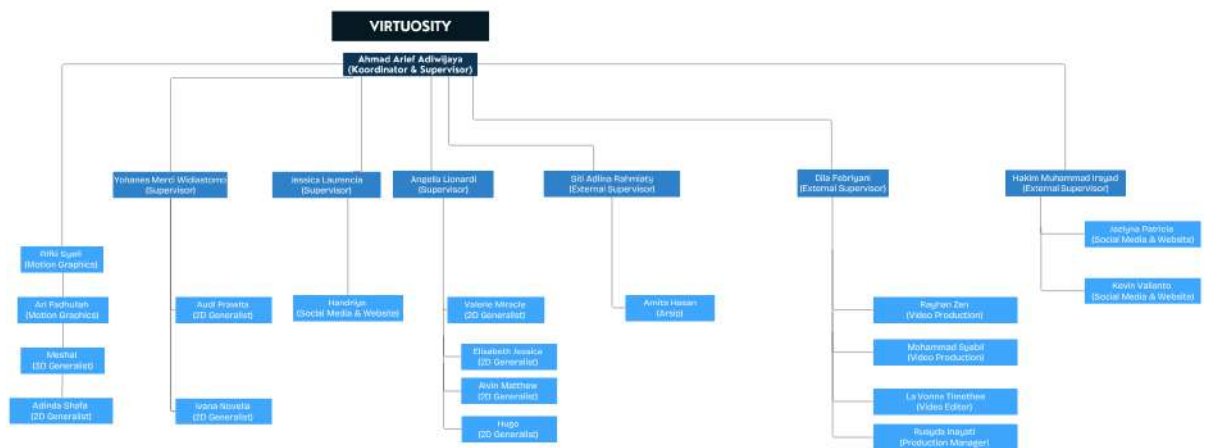 VIRTUOSITY
Ahmad Arief Adiwijaya
(Koordinator & Supervisor)
Yohanes Merci Widiastomo
(Supervisor)
Jessica Laurencia
(Supervisor)
Angella Lionardi
(Supervisor)
Siti Adlina Rahmiaty
(External Supervisor)
Dila Febriyani
(External Supervisor)
Hakim Muhammad Irsyad
(External Supervisor)
(Motion Graphics)
Ari Fadhullah
(Motion Graphics)
Meshal
(3D Generalist)
Adinda Shafa
(2D Generalist)
Audi Prawita
(2D Generalist)
Ivana Novella
(2D Generalist)
Handriya
(Social Media & Website)
Valerie Miracle
(2D Generalist)
Elisabeth Jessica
(2D Generalist)
Alvin Matthew
(2D Generalist)
Hugo
(2D Generalist)
Amita Hasan
(Arsip)
Rayhan Zen
(Video Production)
Mohammad Syabil
(Video Production)
La Vonne Timothee
(Video Editor)
Rusyda Inayati
(Production Manager)
Joclyna Patricia
(Social Media & Website)
Kevin Valianto
(Social Media & Website)